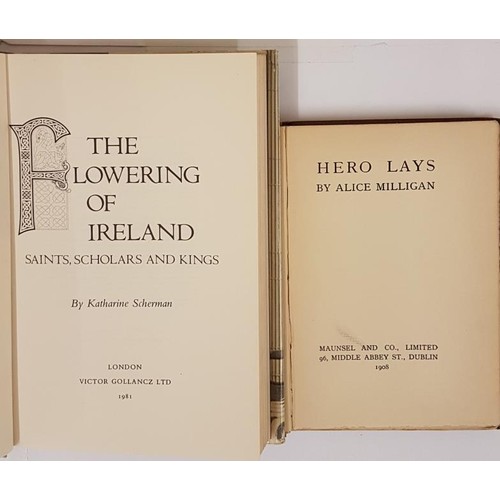 THE
FLOWERING
OF
IRELAND
SAINTS, SCHOLARS AND KINGS
By Katharine Scherman
LONDON
VICTOR GOLLANCZ LTD
1981
HERO LAYS
BY ALICE MILLIGAN
MAUNSEL AND CO., LIMITED
96, MIDDLE ABBEY ST., DUBLIN
1908